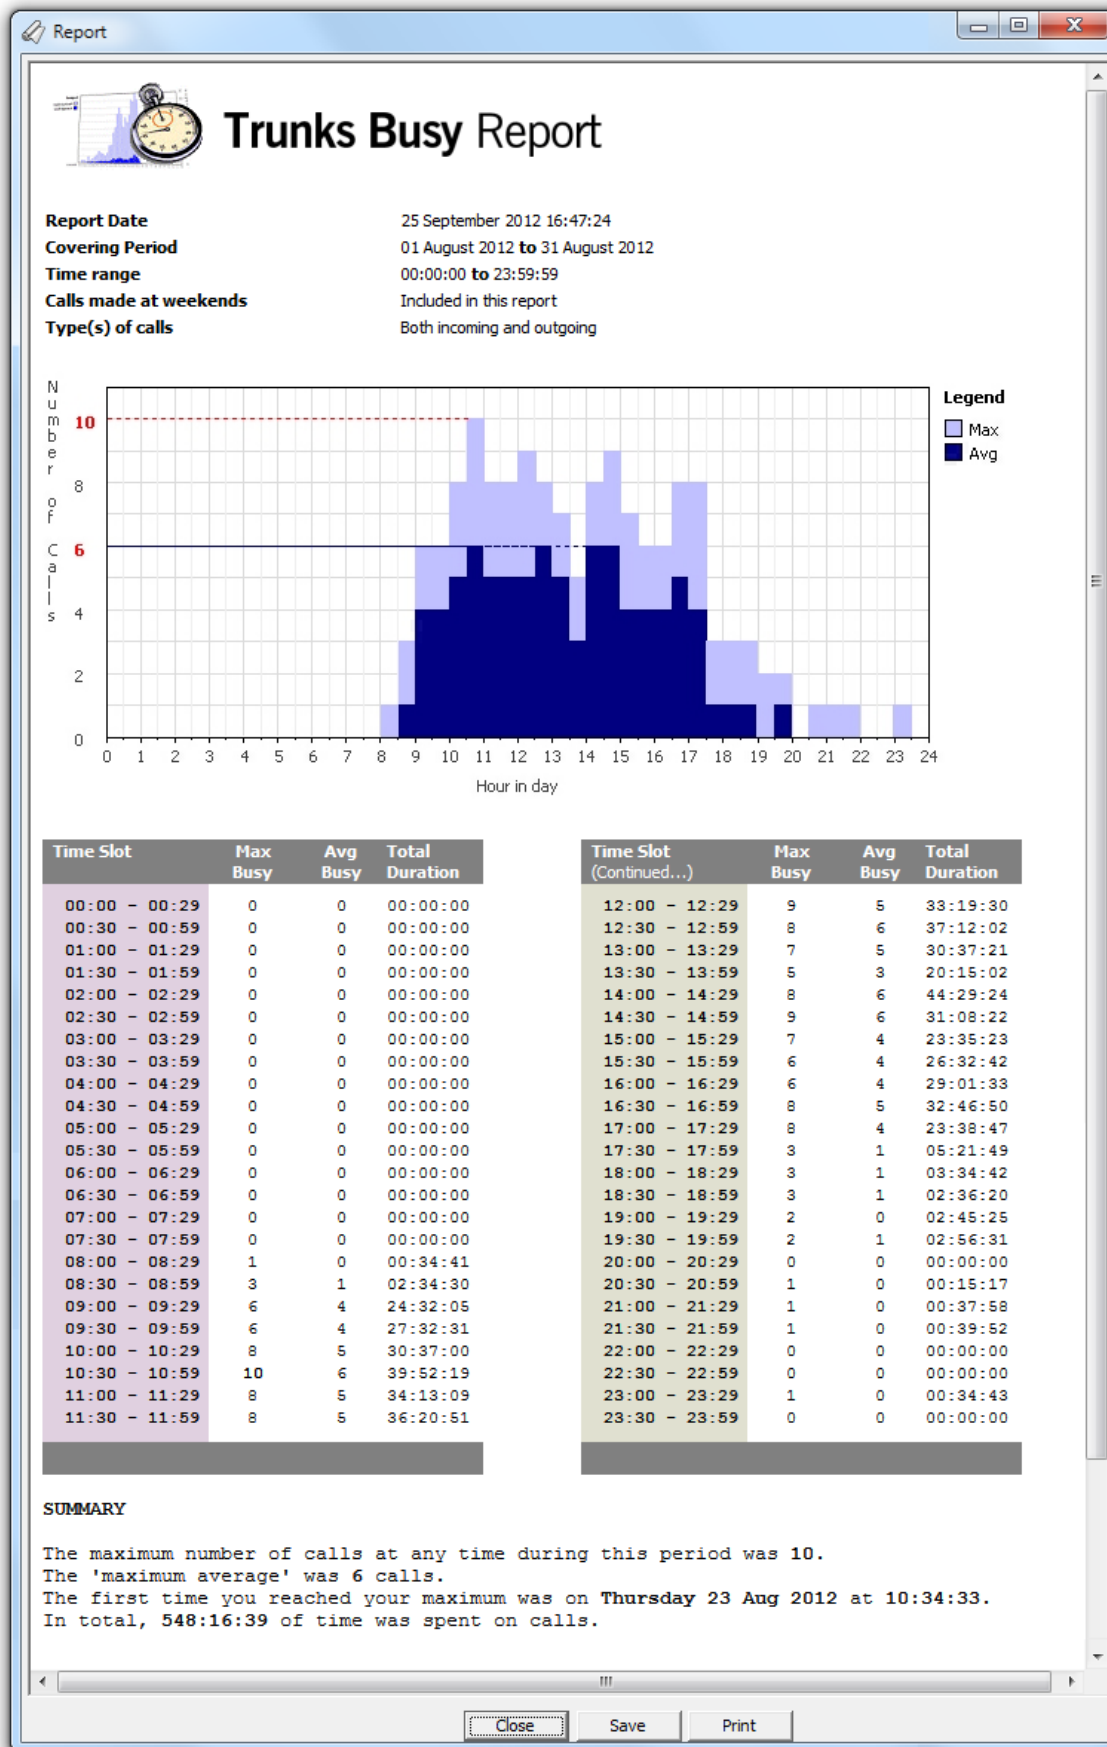 Report
Trunks Busy Report
Report Date 25 September 2012 16:47:24
Covering Period 01 August 2012 to 31 August 2012
Time range 00:00:00 to 23:59:59
Calls made at weekends Included in this report
Type(s) of calls Both incoming and outgoing
Number of Calls
10
8
6
4
2
0
0 1 2 3 4 5 6 7 8 9 10 11 12 13 14 15 16 17 18 19 20 21 22 23 24
Hour in day
Legend
Max
Avg
Time Slot Max Busy Avg Busy Total Duration
00:00 - 00:29 0 0 00:00:00
00:30 - 00:59 0 0 00:00:00
01:00 - 01:29 0 0 00:00:00
01:30 - 01:59 0 0 00:00:00
02:00 - 02:29 0 0 00:00:00
02:30 - 02:59 0 0 00:00:00
03:00 - 03:29 0 0 00:00:00
03:30 - 03:59 0 0 00:00:00
04:00 - 04:29 0 0 00:00:00
04:30 - 04:59 0 0 00:00:00
05:00 - 05:29 0 0 00:00:00
05:30 - 05:59 0 0 00:00:00
06:00 - 06:29 0 0 00:00:00
06:30 - 06:59 0 0 00:00:00
07:00 - 07:29 0 0 00:00:00
07:30 - 07:59 0 0 00:00:00
08:00 - 08:29 1 0 00:34:41
08:30 - 08:59 3 1 02:34:30
09:00 - 09:29 6 4 24:32:05
09:30 - 09:59 6 4 27:32:31
10:00 - 10:29 8 5 30:37:00
10:30 - 10:59 10 6 39:52:19
11:00 - 11:29 8 5 34:13:09
11:30 - 11:59 8 5 36:20:51
Time Slot (Continued...) Max Busy Avg Busy Total Duration
12:00 - 12:29 9 5 33:19:30
12:30 - 12:59 8 6 37:12:02
13:00 - 13:29 7 5 30:37:21
13:30 - 13:59 5 3 20:15:02
14:00 - 14:29 8 6 44:29:24
14:30 - 14:59 9 6 31:08:22
15:00 - 15:29 7 4 23:35:23
15:30 - 15:59 6 4 26:32:42
16:00 - 16:29 6 4 29:01:33
16:30 - 16:59 8 5 32:46:50
17:00 - 17:29 8 4 23:38:47
17:30 - 17:59 3 1 05:21:49
18:00 - 18:29 3 1 03:34:42
18:30 - 18:59 3 1 02:36:20
19:00 - 19:29 2 0 02:45:25
19:30 - 19:59 2 1 02:56:31
20:00 - 20:29 0 0 00:00:00
20:30 - 20:59 1 0 00:15:17
21:00 - 21:29 1 0 00:37:58
21:30 - 21:59 1 0 00:39:52
22:00 - 22:29 0 0 00:00:00
22:30 - 22:59 0 0 00:00:00
23:00 - 23:29 1 0 00:34:43
23:30 - 23:59 0 0 00:00:00
SUMMARY
The maximum number of calls at any time during this period was 10.
The 'maximum average' was 6 calls.
The first time you reached your maximum was on Thursday 23 Aug 2012 at 10:34:33.
In total, 548:16:39 of time was spent on calls.
Close Save Print